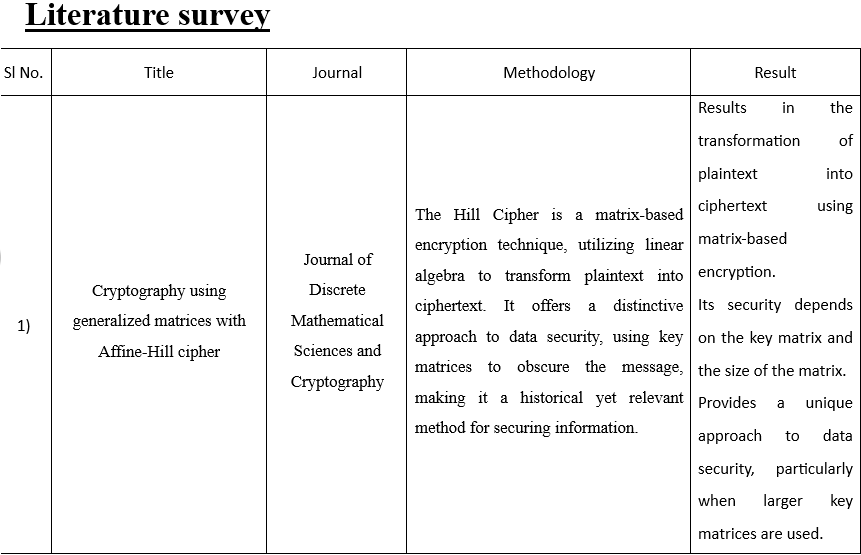 Literature survey
Sl No.
Title
Journal
Methodology
Result
1)
Cryptography using
generalized matrices with
Affine-Hill cipher
Journal of
Discrete
Mathematical
Sciences and
Cryptography
The Hill Cipher is a matrix-based
encryption technique, utilizing linear
algebra to transform plaintext into
ciphertext. It offers a distinctive
approach to data security, using key
matrices to obscure the message,
making it a historical yet relevant
method for securing information.
Results in the
transformation of
plaintext into
ciphertext using
matrix-based
encryption.
Its security depends
on the key matrix and
the size of the matrix.
Provides a unique
approach to data
security, particularly
when larger key
matrices are used.